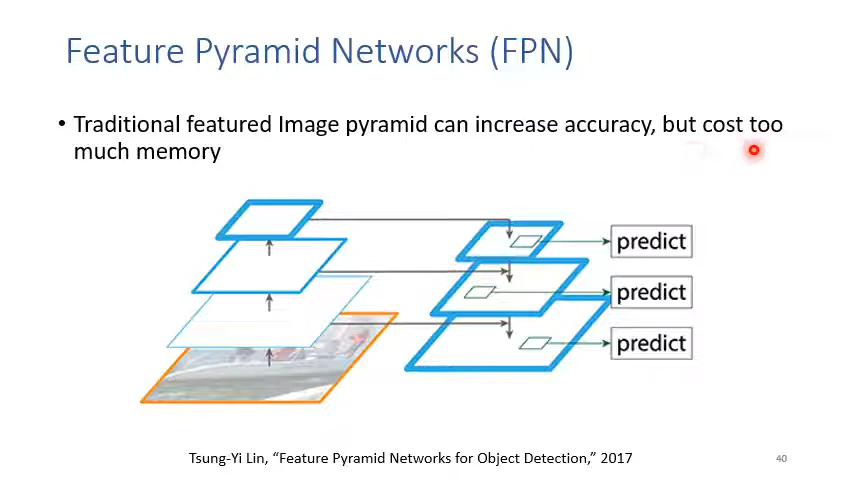 Feature Pyramid Networks (FPN)
• Traditional featured Image pyramid can increase accuracy, but cost too
much memory
predict
predict
predict
Tsung-Yi Lin, “Feature Pyramid Networks for Object Detection,” 2017
40